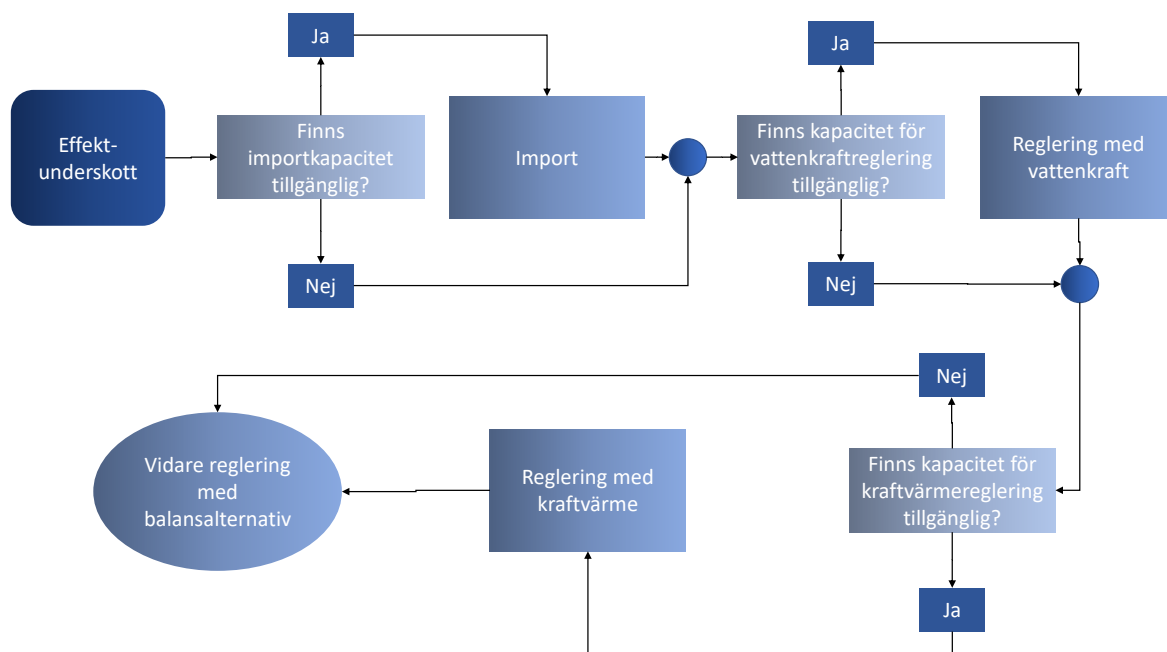 Effekt-
underskott
Ja
Finns
importkapacitet
tillgänglig?
Nej
Import
Ja
Finns kapacitet för
vattenkraftreglering
tillgänglig?
Nej
Reglering med
vattenkraft
Nej
Finns kapacitet för
kraftvärmereglering
tillgänglig?
Ja
Reglering med
kraftvärme
Vidare reglering
med
balansalternativ